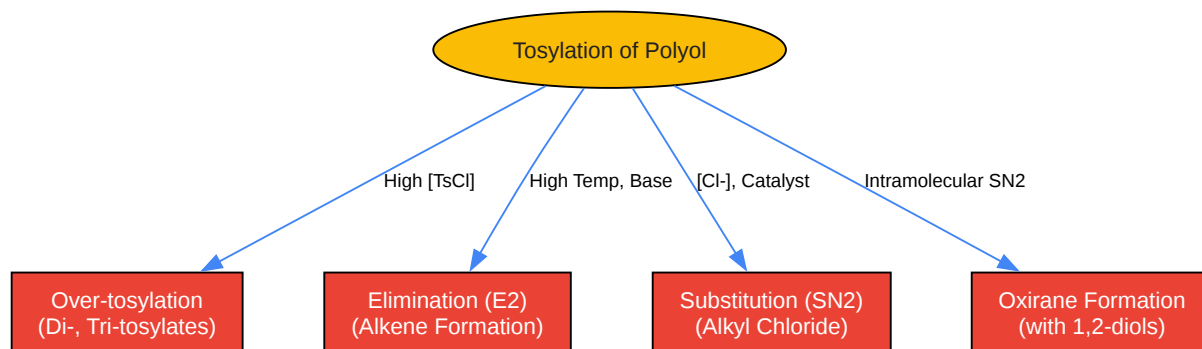 Tosylation of Polyol
High [TsCl]
High Temp, Base
[Cl-], Catalyst
Intramolecular SN2
Over-tosylation
(Di-, Tri-tosylates)
Elimination (E2)
(Alkene Formation)
Substitution (SN2)
(Alkyl Chloride)
Oxirane Formation
(with 1,2-diols)